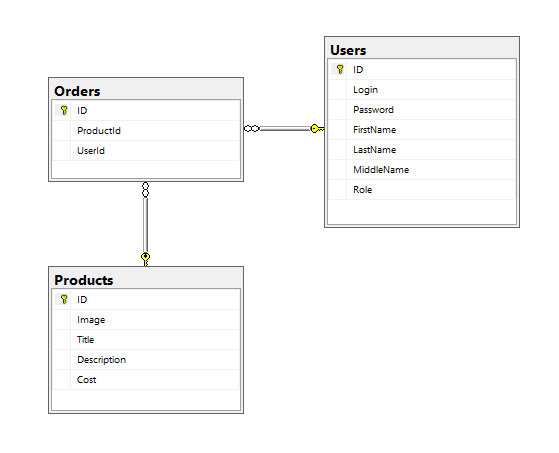 Orders
ID
ProductId
UserId
Users
ID
Login
Password
FirstName
LastName
MiddleName
Role
Products
ID
Image
Title
Description
Cost